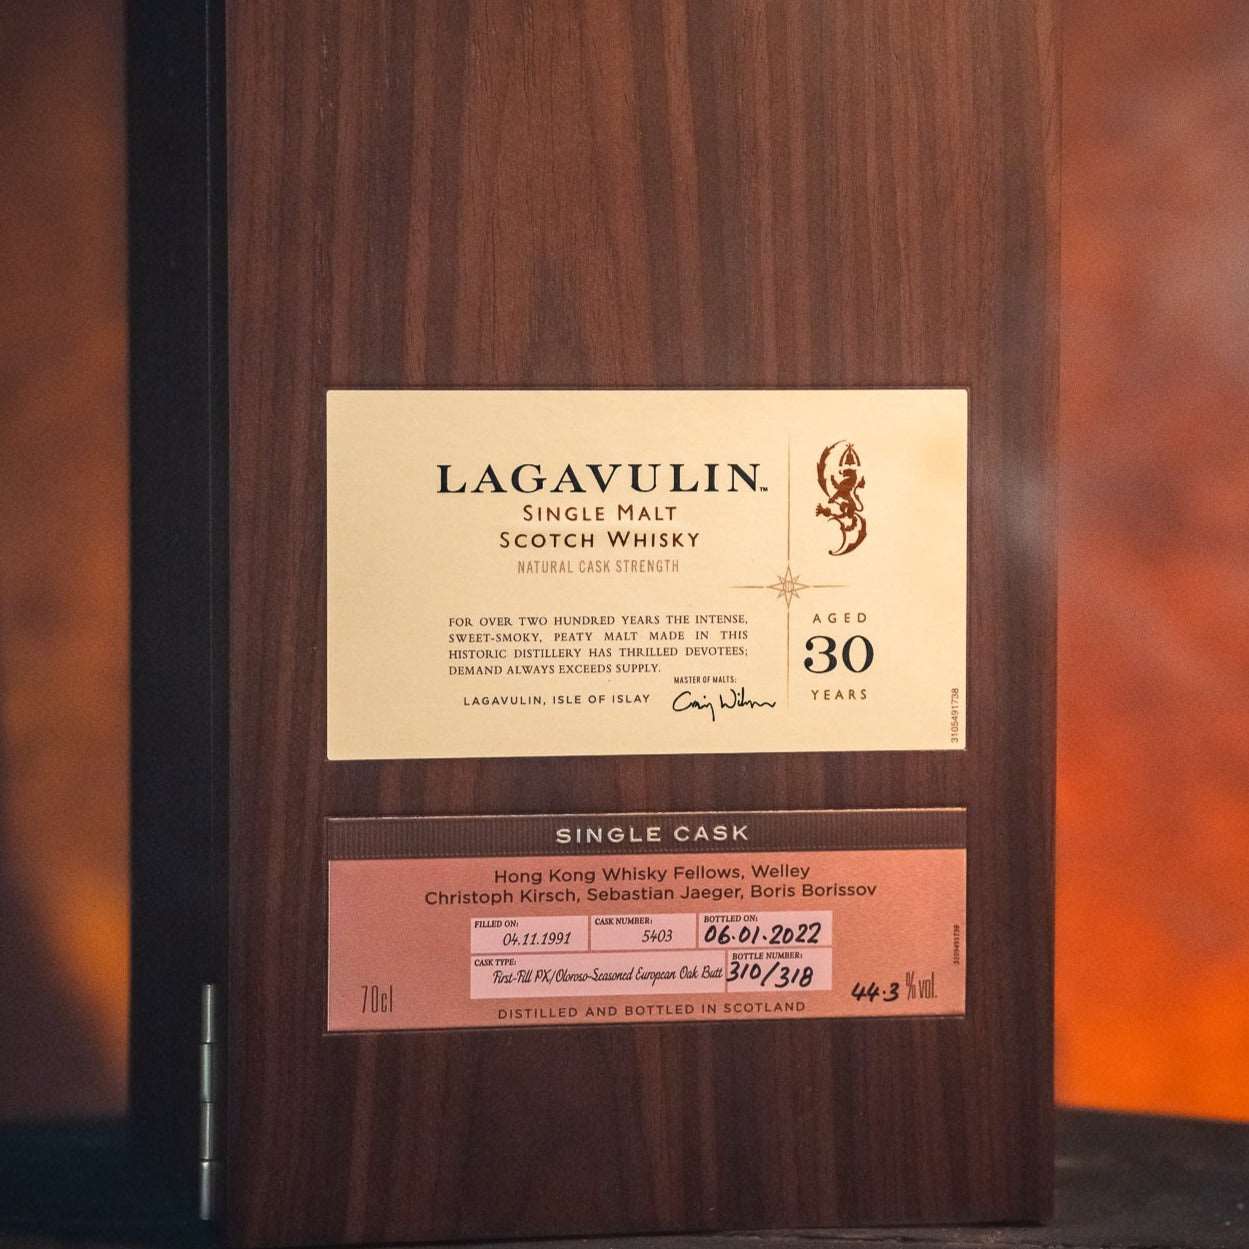 LAGAVULIN™
SINGLE MALT
SCOTCH WHISKY
NATURAL CASK STRENGTH
FOR OVER TWO HUNDRED YEARS THE INTENSE,
SWEET-SMOKY, PEATY MALT MADE IN THIS
HISTORIC DISTILLERY HAS THRILLED DEVOTEES;
DEMAND ALWAYS EXCEEDS SUPPLY.
MASTER OF MALTS:
LAGAVULIN, ISLE OF ISLAY
AGED
30
YEARS
3105491738
SINGLE CASK
Hong Kong Whisky Fellows, Welley
Christoph Kirsch, Sebastian Jaeger, Boris Borissov
FILLED ON: 04.11.1991
CASK NUMBER: 5403
BOTTLED ON: 06.01.2022
CASK TYPE: First-Fill PX/Oloroso-Seasoned European Oak Butt
BOTTLE NUMBER: 310/318
70cl
44.3 %vol.
DISTILLED AND BOTTLED IN SCOTLAND